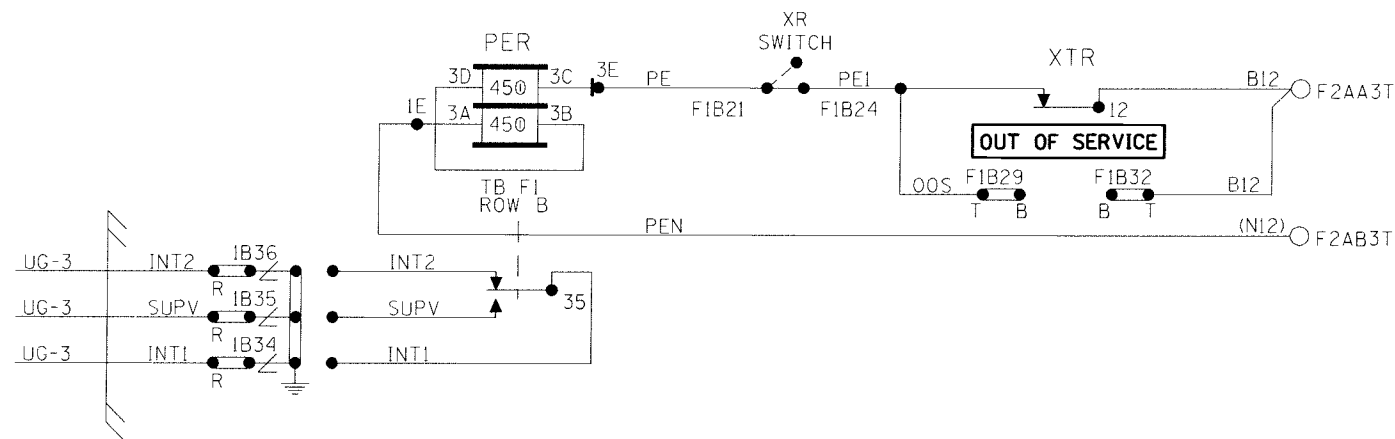 XR
SWITCH
PER
XTR
3D
450
3C
3E
PE
PE1
B12
F2AA3T
1E
3A
450
3B
F1B21
F1B24
12
OUT OF SERVICE
TB F1
ROW B
OOS
F1B29
F1B32
B12
T
B
B
T
PEN
(N12)
F2AB3T
UG-3
INT2
1B36
INT2
R
35
UG-3
SUPV
1B35
SUPV
R
UG-3
INT1
1B34
INT1
R